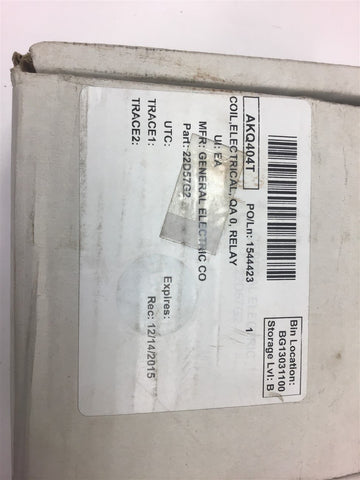 AKQ404T
PO/Ln: 1544423 1
Bin Location:
BG13031100
Storage Lvl: B
COIL,ELECTRICAL, QA 0, RELAY
UI: EA
MFR: GENERAL ELECTRIC CO
Part: 22D57G2
UTC:
Expires:
TRACE1:
Rec: 12/14/2015
TRACE2: